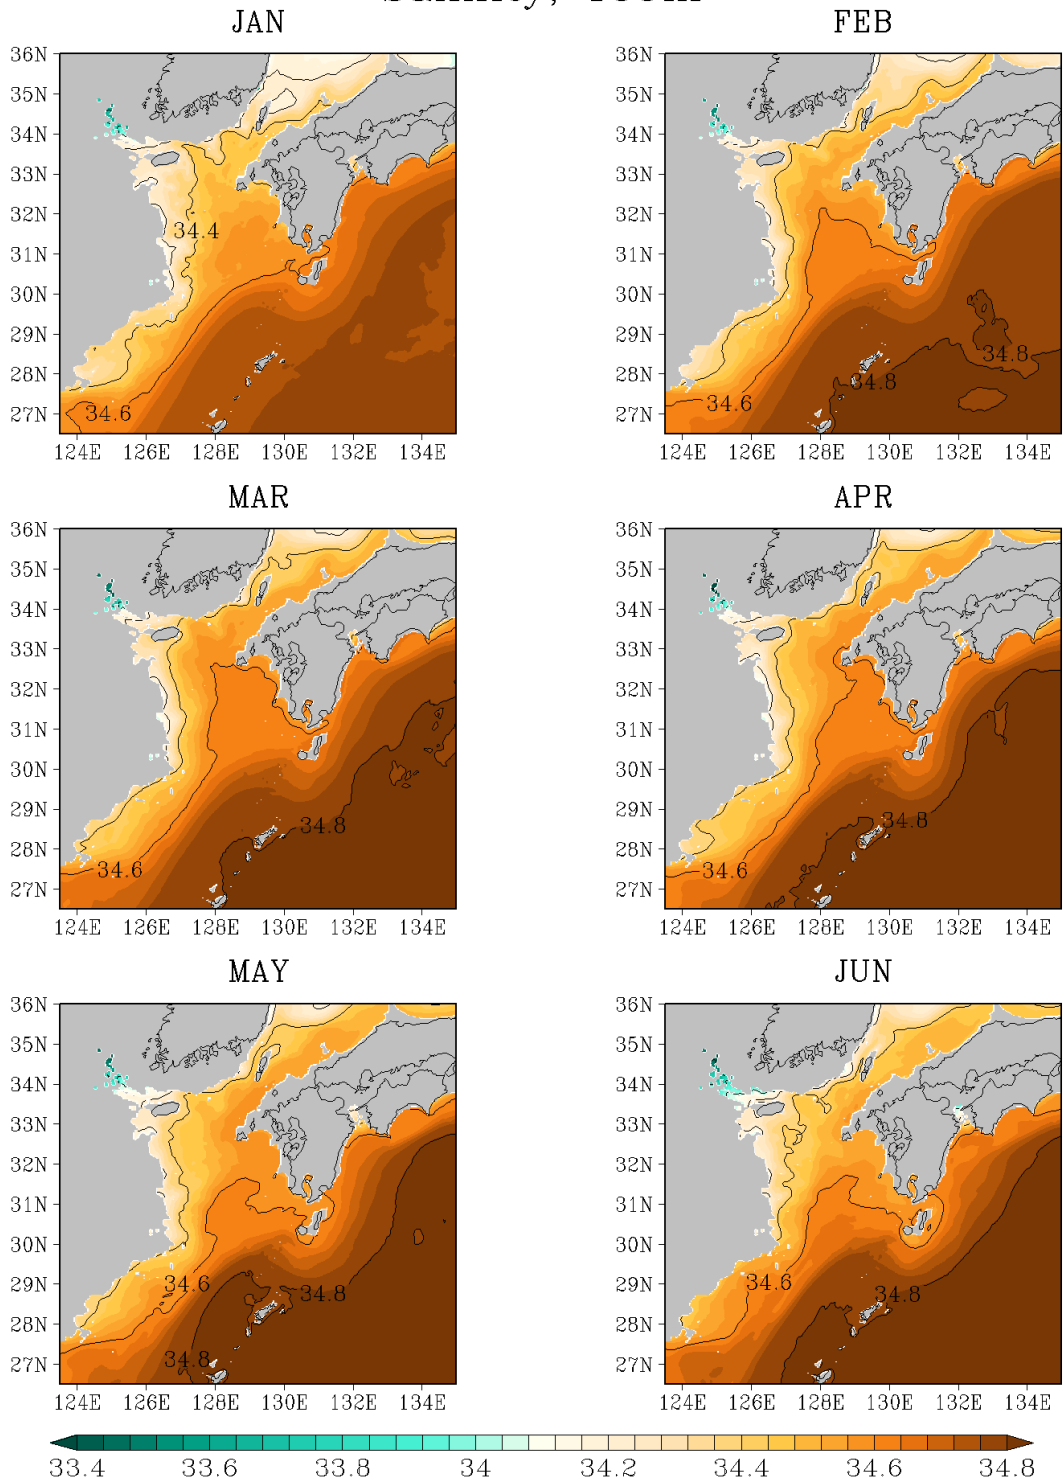 JAN FEB
36N 36N
35N 35N
34N 34N
33N 33N
32N 32N
34.4
31N 31N
30N 30N
29N 29N
34.8
28N 28N
34.8
34.6 34.6
27N 27N
124E 126E 128E 130E 132E 134E 124E 126E 128E 130E 132E 134E
MAR APR
36N 36N
35N 35N
34N 34N
33N 33N
32N 32N
31N 31N
30N 30N
29N 29N
34.8 34.8
28N 28N
34.6 34.6
27N 27N
124E 126E 128E 130E 132E 134E 124E 126E 128E 130E 132E 134E
MAY JUN
36N 36N
35N 35N
34N 34N
33N 33N
32N 32N
31N 31N
30N 30N
34.6 34.6
29N 29N
34.8 34.8
28N 28N
34.8
27N 27N
124E 126E 128E 130E 132E 134E 124E 126E 128E 130E 132E 134E
33.4 33.6 33.8 34 34.2 34.4 34.6 34.8